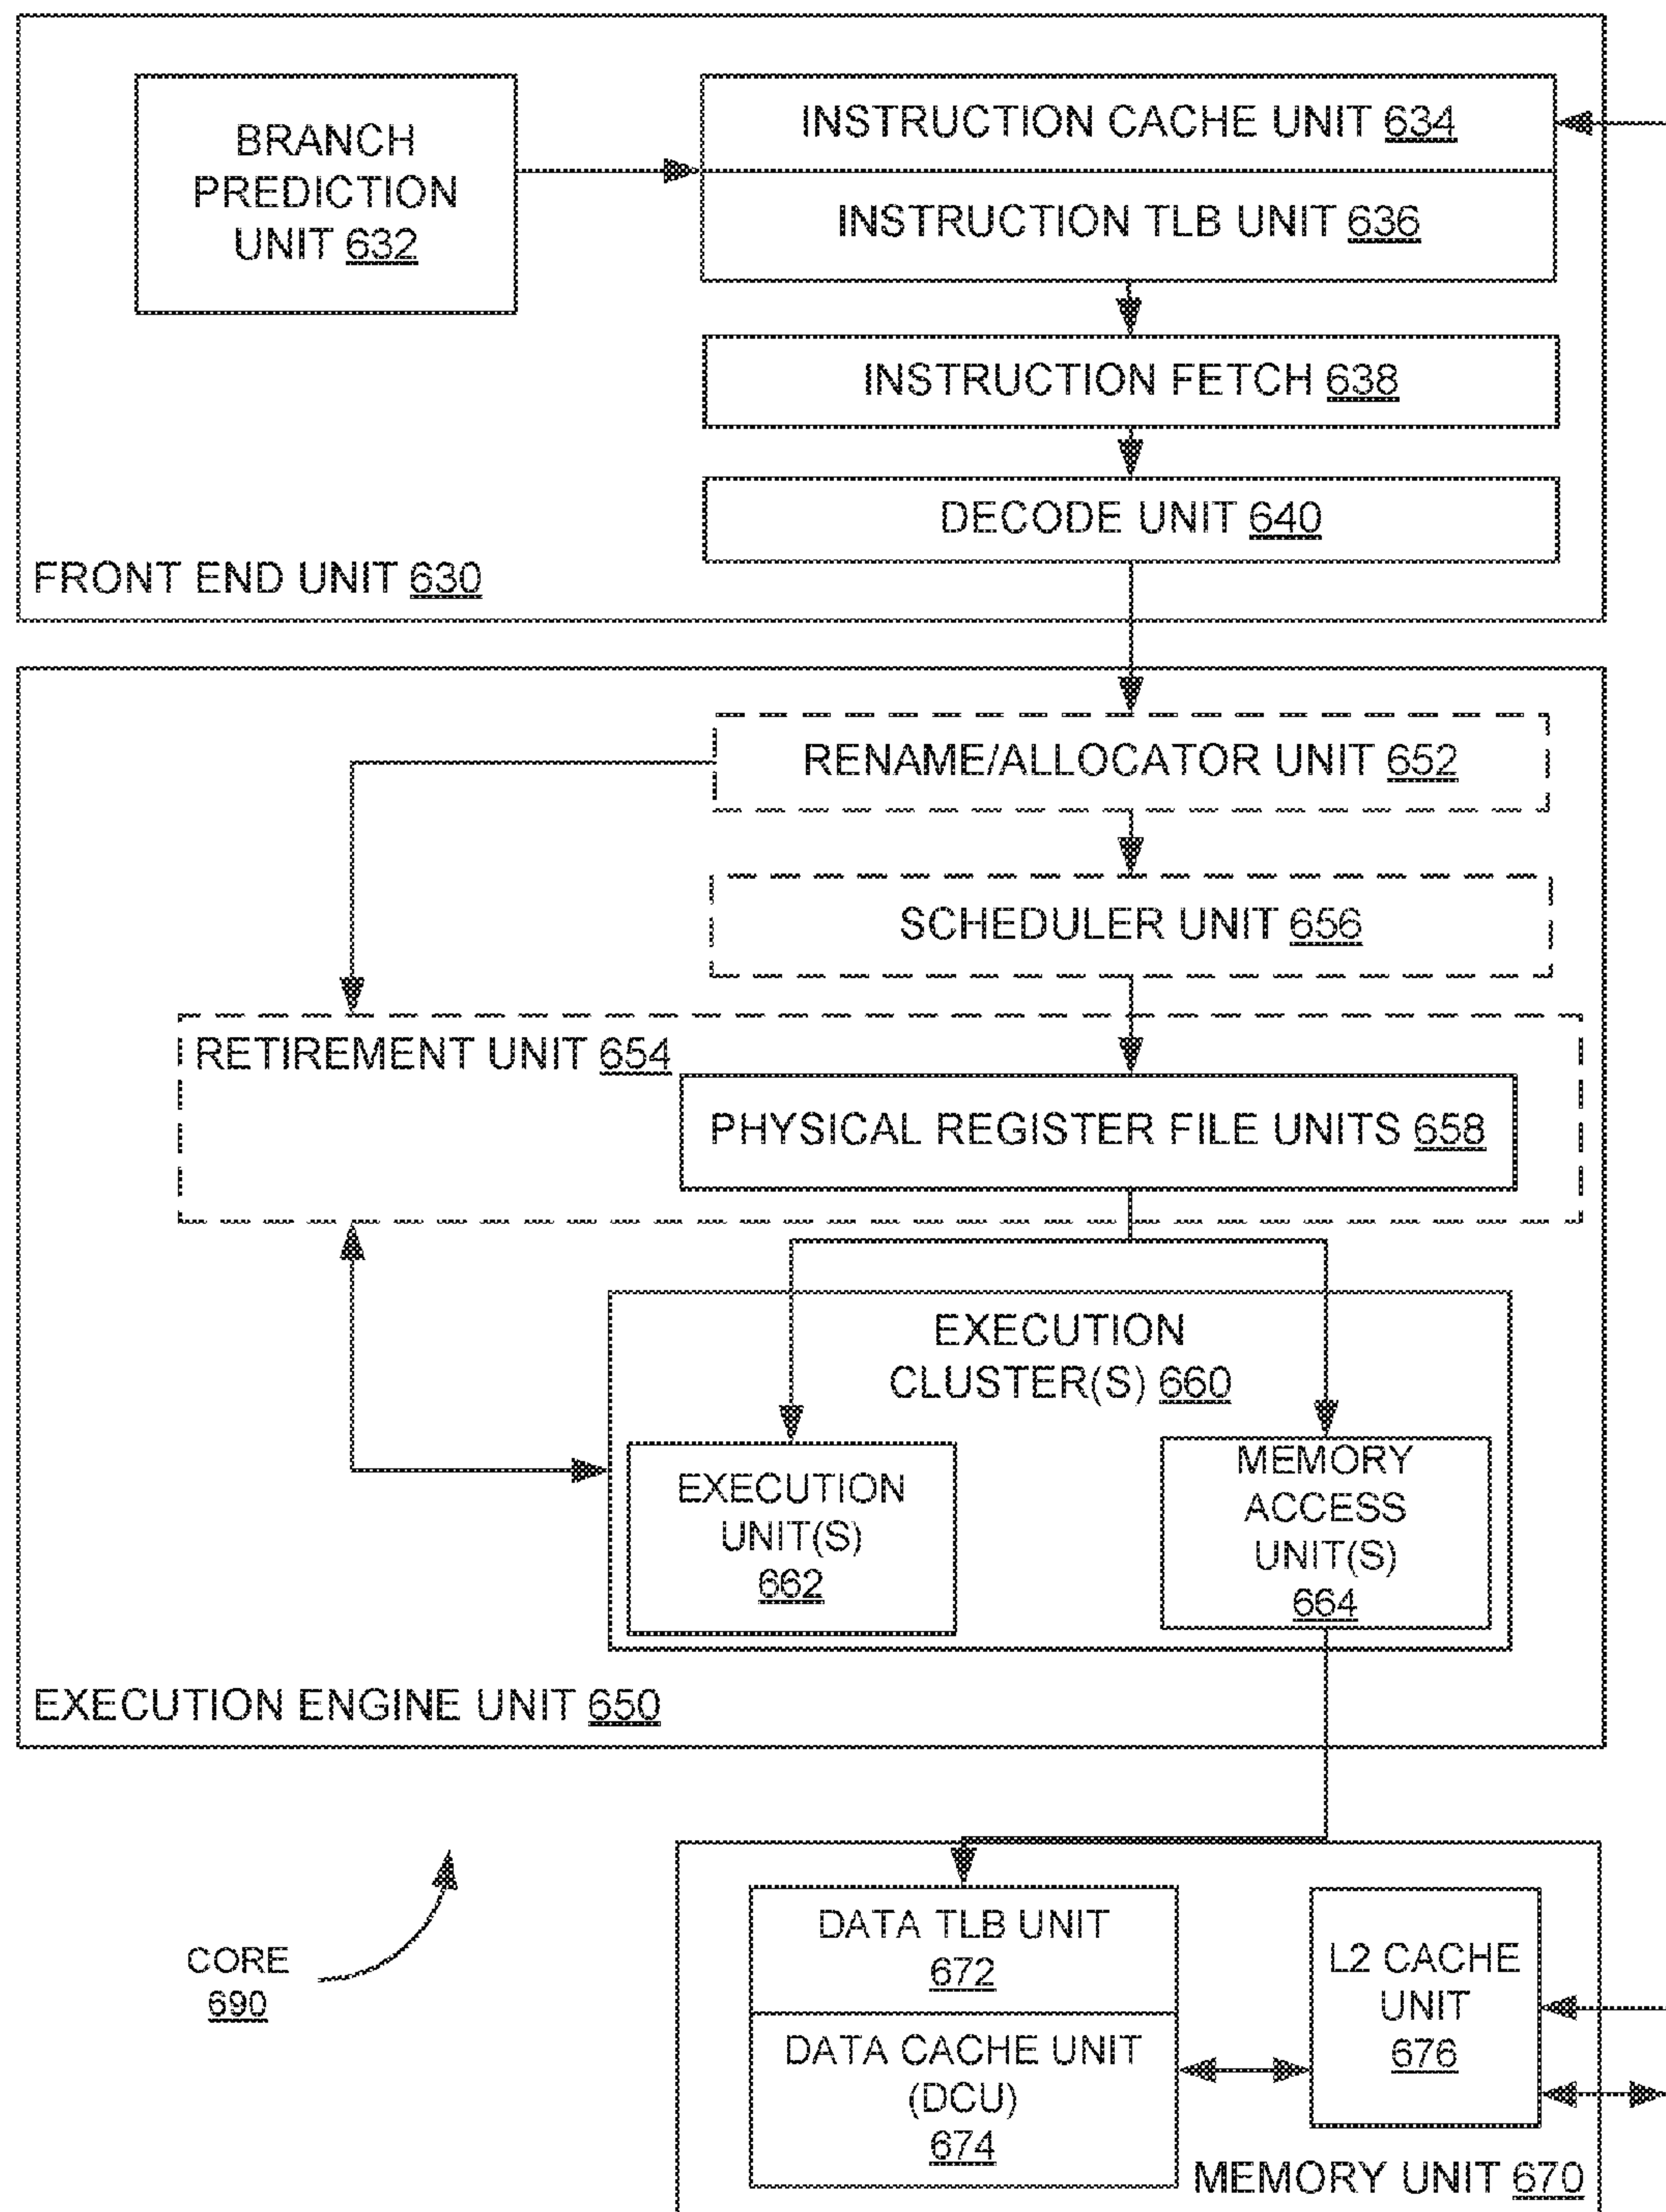 BRANCH
PREDICTION
UNIT 632
INSTRUCTION CACHE UNIT 634
INSTRUCTION TLB UNIT 636
INSTRUCTION FETCH 638
DECODE UNIT 640
FRONT END UNIT 630
RENAME/ALLOCATOR UNIT 652
SCHEDULER UNIT 656
RETIREMENT UNIT 654
PHYSICAL REGISTER FILE UNITS 658
EXECUTION
CLUSTER(S) 660
EXECUTION
UNIT(S)
662
MEMORY
ACCESS
UNIT(S)
664
EXECUTION ENGINE UNIT 650
CORE
690
DATA TLB UNIT
672
DATA CACHE UNIT
(DCU)
674
L2 CACHE
UNIT
676
MEMORY UNIT 670